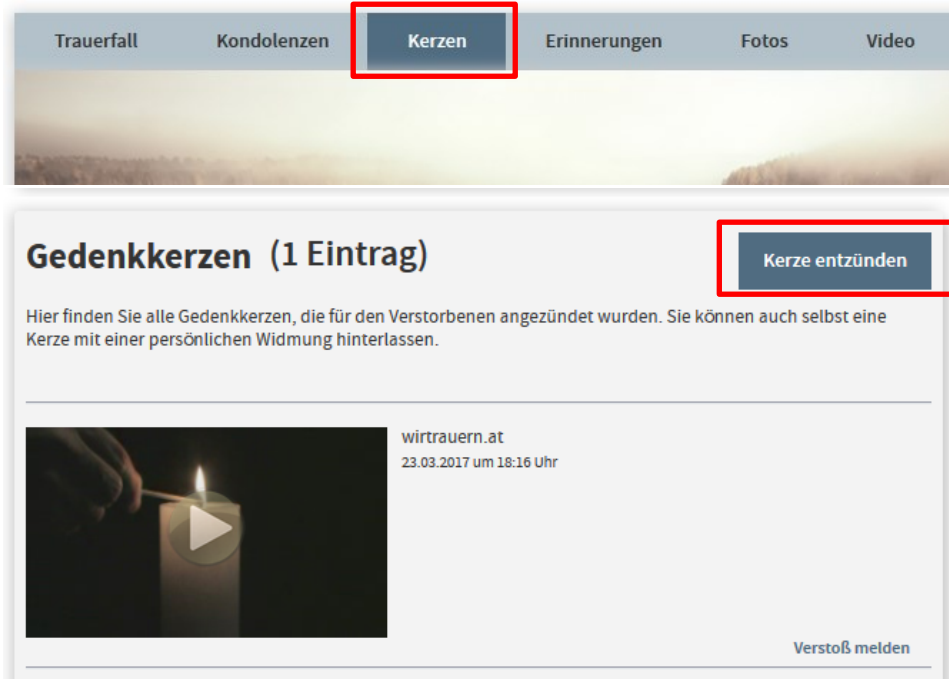 Trauerfall Kondolenzen Kerzen Erinnerungen Fotos Video
Gedenkkerzen (1 Eintrag)
Kerze entzünden
Hier finden Sie alle Gedenkkerzen, die für den Verstorbenen angezündet wurden. Sie können auch selbst eine
Kerze mit einer persönlichen Widmung hinterlassen.
wirtrauern.at
23.03.2017 um 18:16 Uhr
Verstoß melden